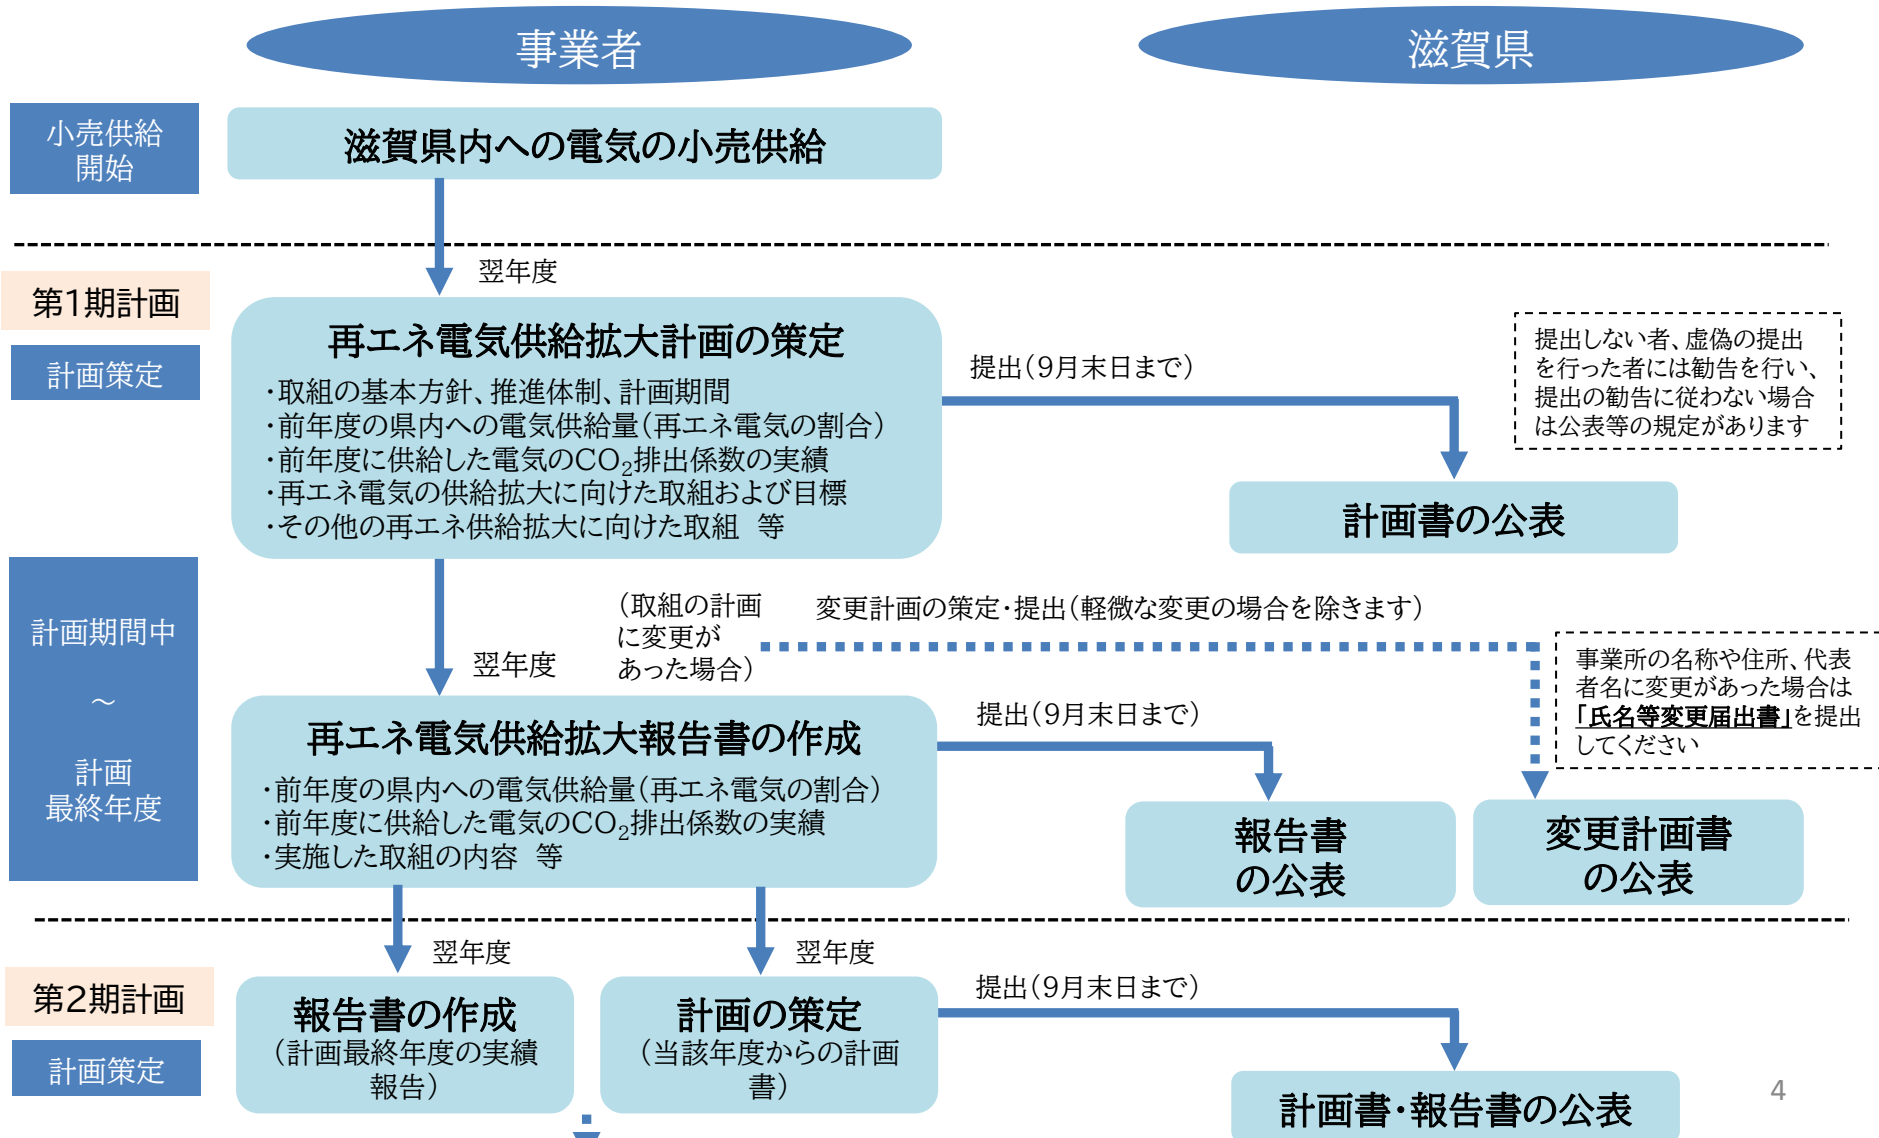 事業者
滋賀県
小売供給
開始
滋賀県内への電気の小売供給
翌年度
第1期計画
計画策定
再エネ電気供給拡大計画の策定
・取組の基本方針、推進体制、計画期間
・前年度の県内への電気供給量(再エネ電気の割合)
・前年度に供給した電気のCO₂排出係数の実績
・再エネ電気の供給拡大に向けた取組および目標
・その他の再エネ供給拡大に向けた取組　等
提出(9月末日まで)
提出しない者、虚偽の提出
を行った者には勧告を行い、
提出の勧告に従わない場合
は公表等の規定があります
計画書の公表
計画期間中
～
計画
最終年度
翌年度
(取組の計画
に変更が
あった場合)
変更計画の策定・提出(軽微な変更の場合を除きます)
事業所の名称や住所、代表
者名に変更があった場合は
「氏名等変更届出書」を提出
してください
再エネ電気供給拡大報告書の作成
・前年度の県内への電気供給量(再エネ電気の割合)
・前年度に供給した電気のCO₂排出係数の実績
・実施した取組の内容　等
提出(9月末日まで)
報告書
の公表
変更計画書
の公表
翌年度
翌年度
第2期計画
計画策定
報告書の作成
(計画最終年度の実績
報告)
計画の策定
(当該年度からの計画
書)
提出(9月末日まで)
計画書・報告書の公表
4